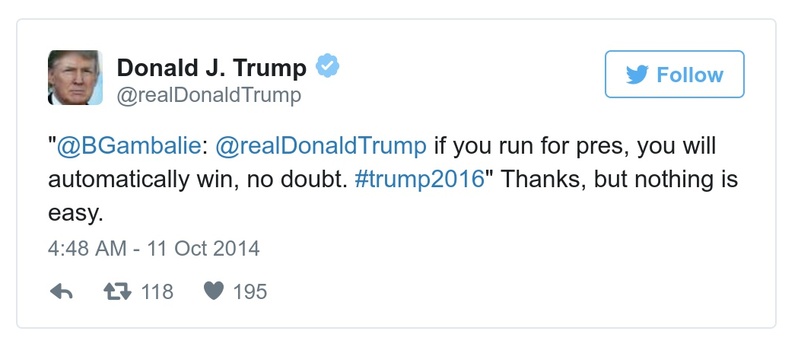 Donald J. Trump
@realDonaldTrump
Follow
"@BGambalie: @realDonaldTrump if you run for pres, you will
automatically win, no doubt. #trump2016" Thanks, but nothing is
easy.
4:48 AM - 11 Oct 2014
118 195